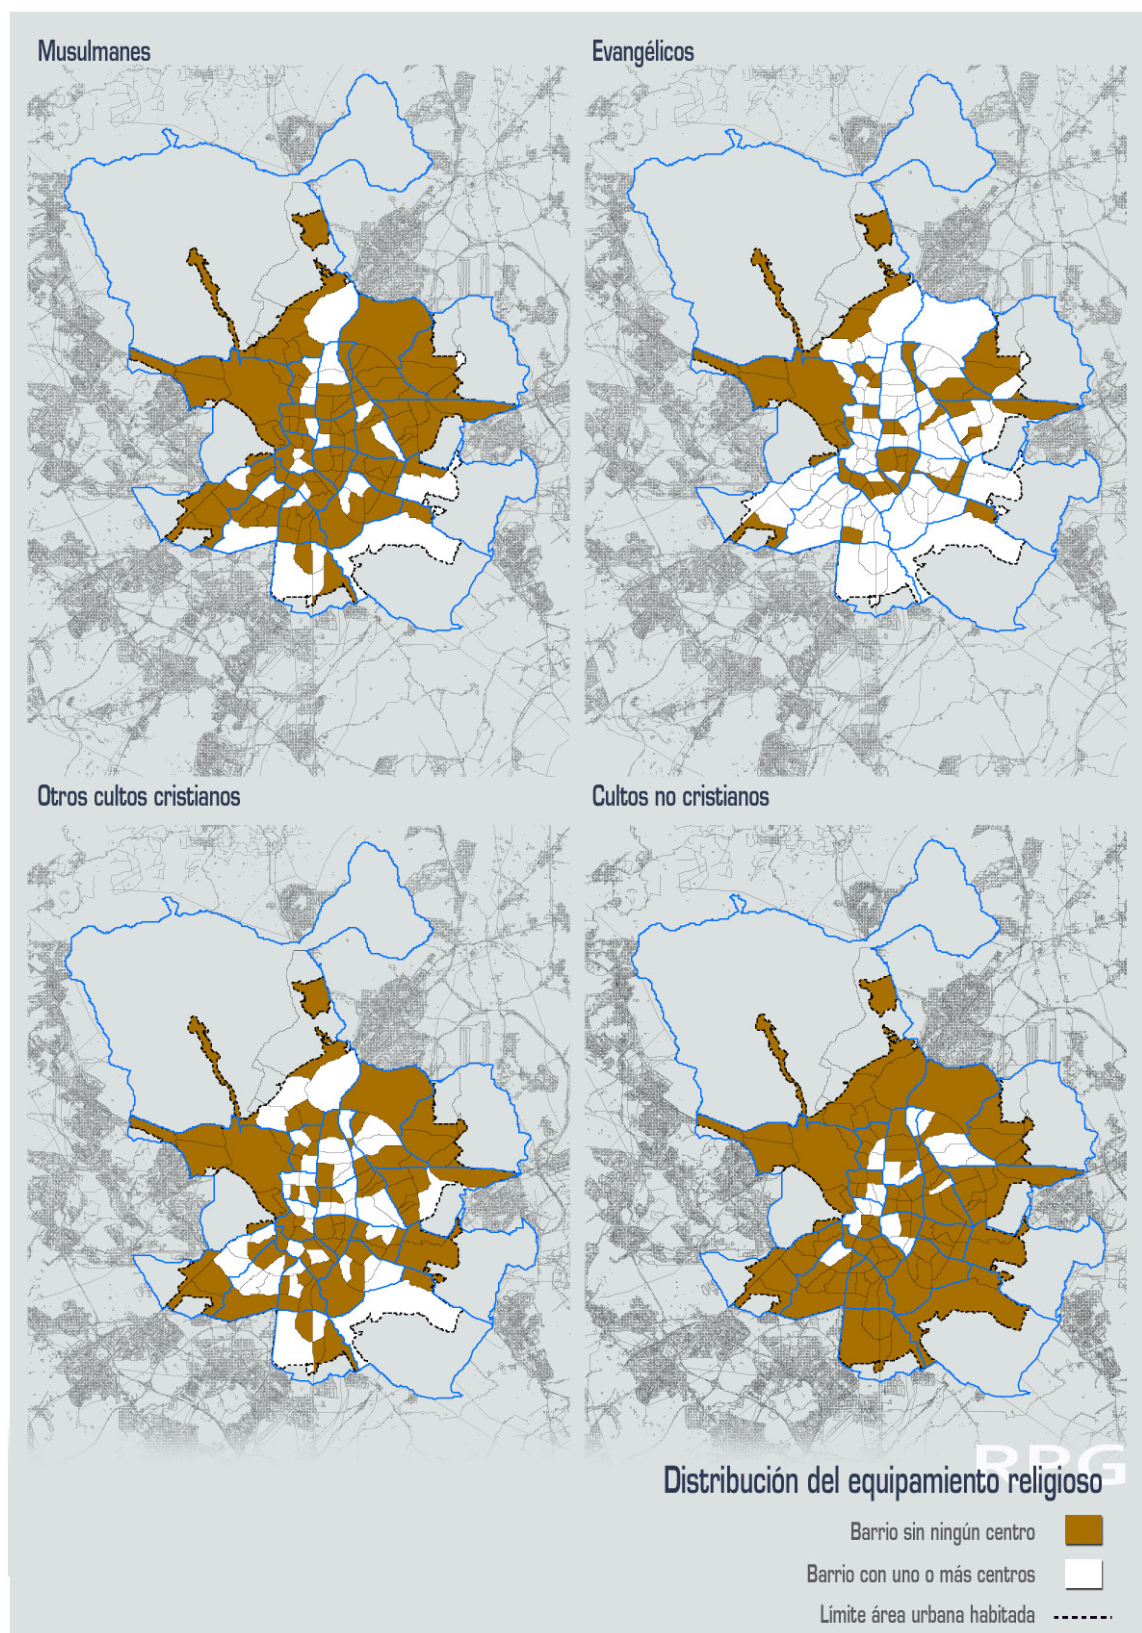 Musulmanes
Evangélicos
Otros cultos cristianos
Cultos no cristianos
RPG
Distribución del equipamiento religioso
Barrio sin ningún centro
Barrio con uno o más centros
Límite área urbana habitada